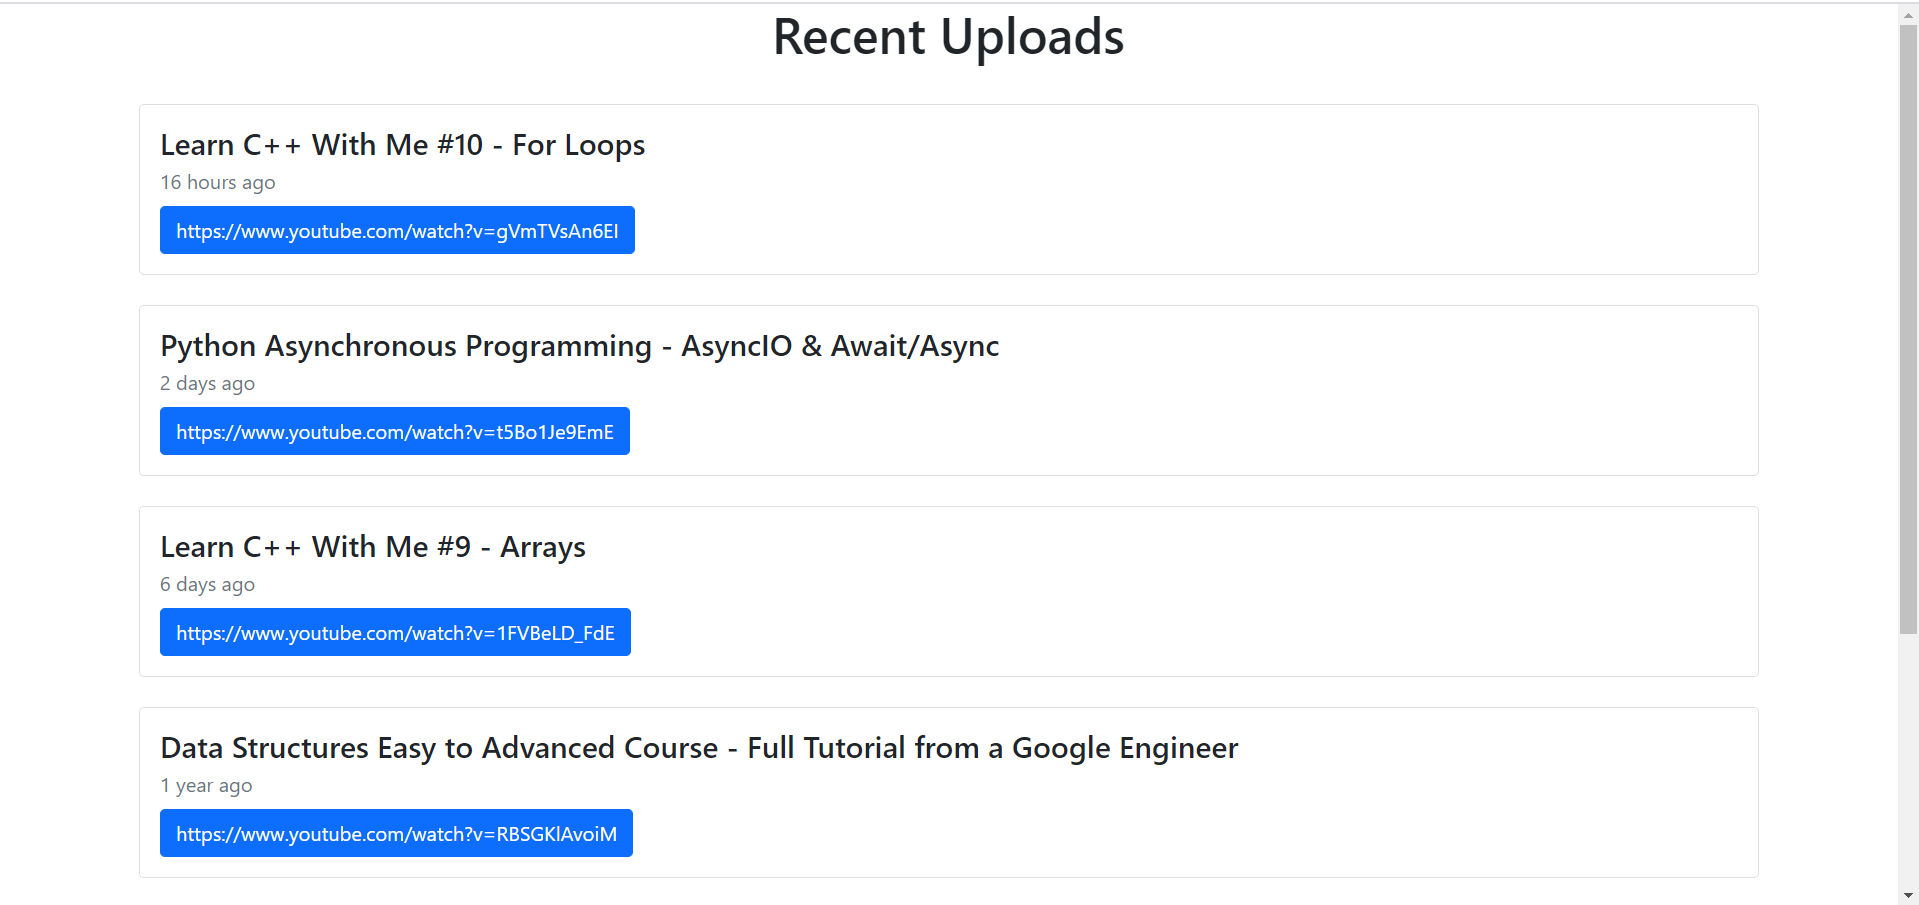 Recent Uploads
Learn C++ With Me #10 - For Loops
16 hours ago
https://www.youtube.com/watch?v=gVmTVsAn6EI
Python Asynchronous Programming - AsyncIO & Await/Async
2 days ago
https://www.youtube.com/watch?v=t5Bo1Je9EmE
Learn C++ With Me #9 - Arrays
6 days ago
https://www.youtube.com/watch?v=1FVBeLD_FdE
Data Structures Easy to Advanced Course - Full Tutorial from a Google Engineer
1 year ago
https://www.youtube.com/watch?v=RBSGKlAvoiM